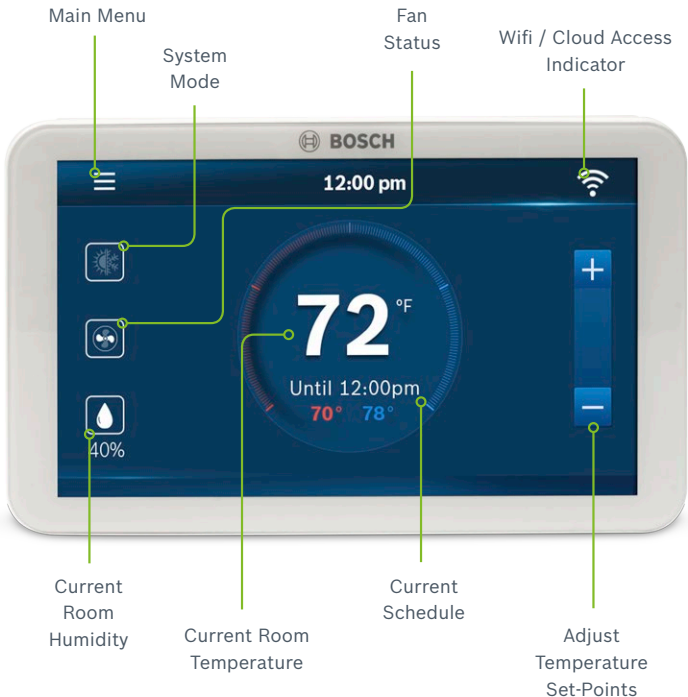 Main Menu
System
Mode
Fan
Status
Wifi / Cloud Access
Indicator
BOSCH
12:00 pm
72 °F
Until 12:00pm
70° 78°
40%
Current
Room
Humidity
Current Room
Temperature
Current
Schedule
Adjust
Temperature
Set-Points